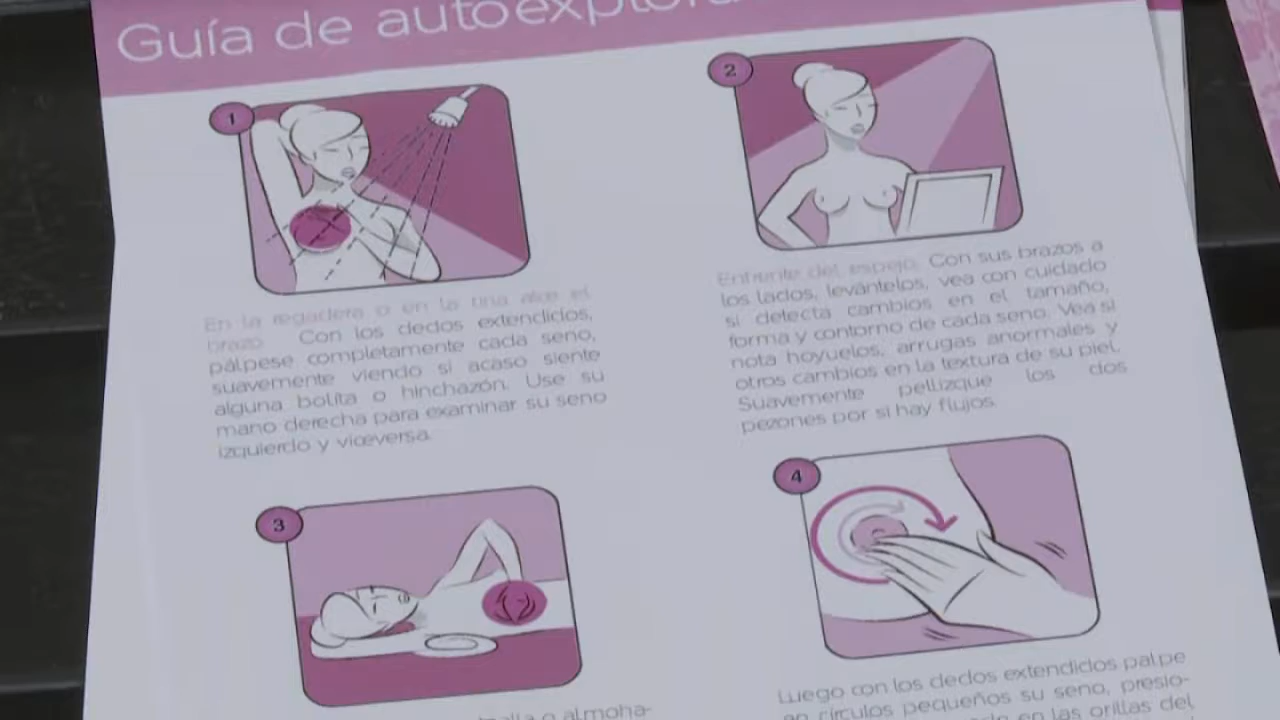 Guía de autoexplora
1
En la regadera o en la tina alce el
brazo Con los dedos extendidos,
pálpese completamente cada seno,
suavemente viendo si acaso siente
alguna bolita o hinchazón. Use su
mano derecha para examinar su seno
izquierdo y viceversa.
2
Enfrente del espejo. Con sus brazos a
los lados, levántelos, vea con cuidado
si detecta cambios en el tamaño,
forma y contorno de cada seno. Vea si
nota hoyuelos, arrugas anormales y
otros cambios en la textura de su piel.
Suavemente pellizque los dos
pezones por si hay flujos.
3
o almoha-
4
Luego con los dedos extendidos palpe
en círculos pequeños su seno, presio-
en las orillas del